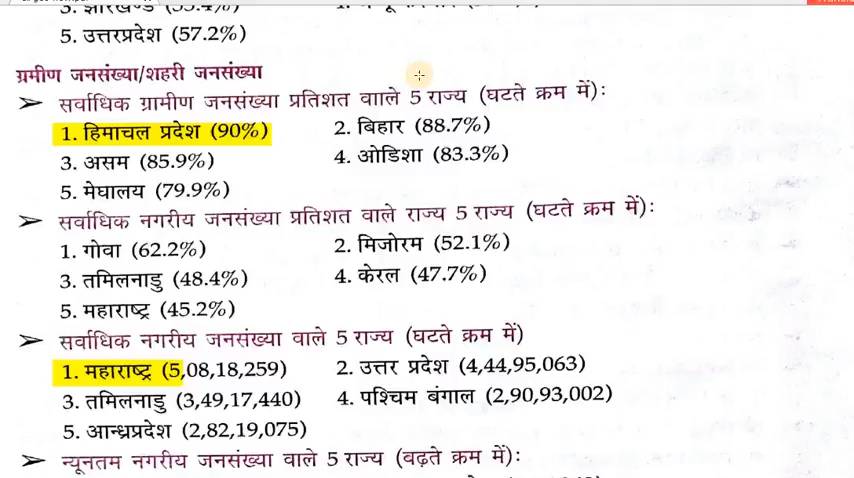 3. झारखण्ड
5. उत्तरप्रदेश (57.2%)
ग्रमीण जनसंख्या/शहरी जनसंख्या
➢ सर्वाधिक ग्रामीण जनसंख्या प्रतिशत वााले 5 राज्य (घटते क्रम में):
1. हिमाचल प्रदेश (90%) 2. बिहार (88.7%)
3. असम (85.9%) 4. ओडिशा (83.3%)
5. मेघालय (79.9%)
➢ सर्वाधिक नगरीय जनसंख्या प्रतिशत वाले राज्य 5 राज्य (घटते क्रम में):
1. गोवा (62.2%) 2. मिजोरम (52.1%)
3. तमिलनाडु (48.4%) 4. केरल (47.7%)
5. महाराष्ट्र (45.2%)
➢ सर्वाधिक नगरीय जनसंख्या वाले 5 राज्य (घटते क्रम में)
1. महाराष्ट्र (5,08,18,259) 2. उत्तर प्रदेश (4,44,95,063)
3. तमिलनाडु (3,49,17,440) 4. पश्चिम बंगाल (2,90,93,002)
5. आन्ध्रप्रदेश (2,82,19,075)
➢ न्यूनतम नगरीय जनसंख्या वाले 5 राज्य (बढ़ते क्रम में):